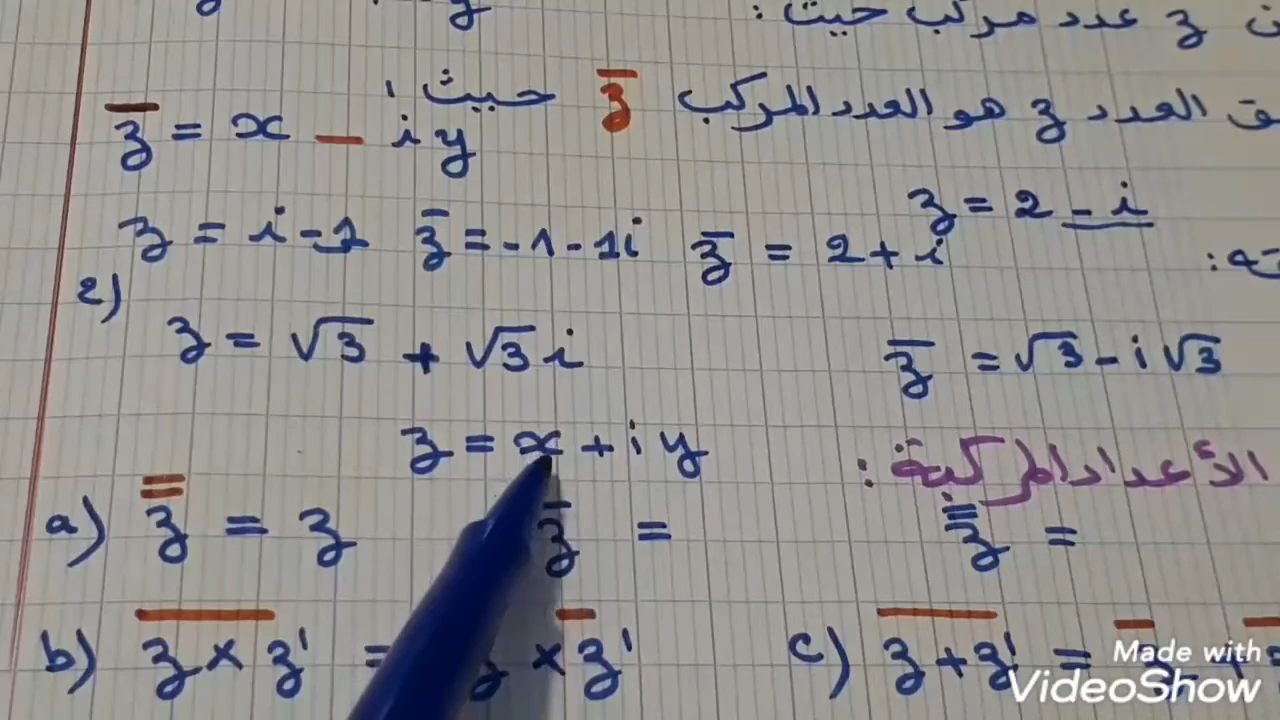 z عدد مركب حيث :
العدد z هو العدد المركب z̅ حيث :
z̅ = x − iy
z = 2 − i
z = i − 1 z̅ = −1 − 1i z̅ = 2 + i
2) z = √3 + √3 i z̅ = √3 − i√3
z = x + iy
الأعداد المركبة :
a) z̿ = z z̅ = z̿ =
b) z × z' = z × z' c) z + z' =
Made with
VideoShow